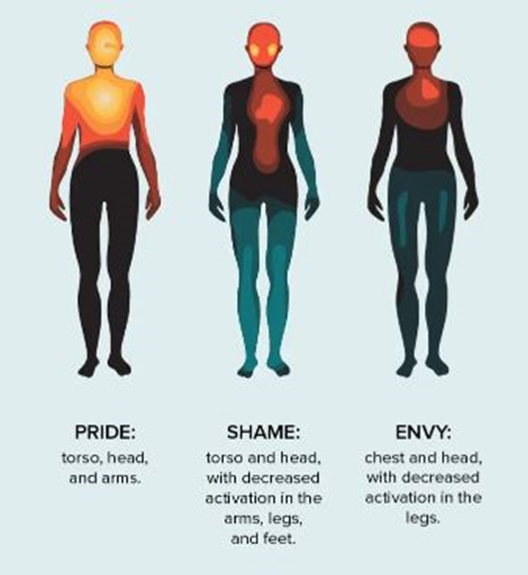 PRIDE:
torso, head,
and arms.
SHAME:
torso and head,
with decreased
activation in the
arms, legs,
and feet.
ENVY:
chest and head,
with decreased
activation in the
legs.